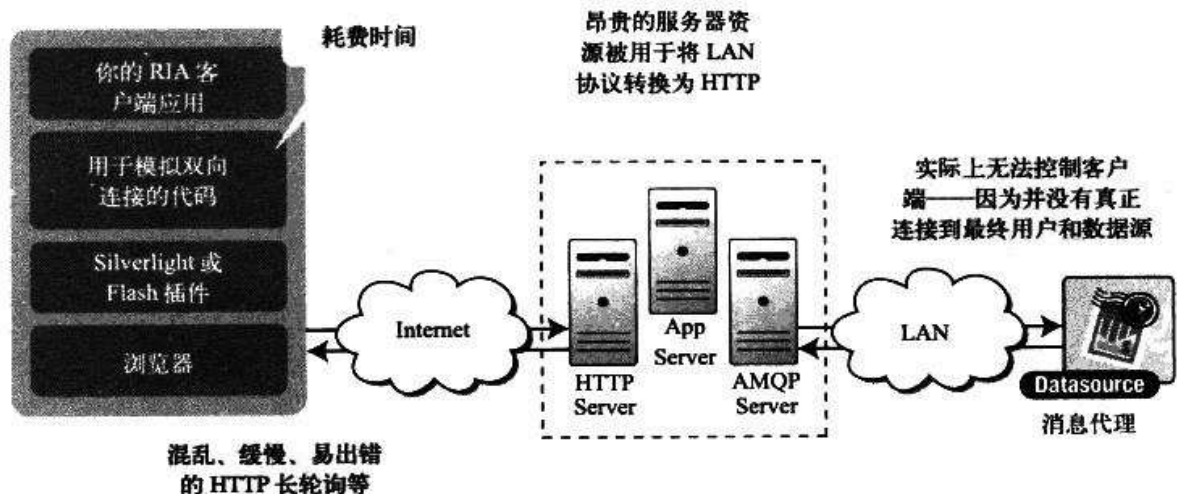 耗费时间
昂贵的服务器资
源被用于将 LAN
协议转换为 HTTP
你的 RIA 客
户端应用
用于模拟双向
连接的代码
Silverlight 或
Flash 插件
浏览器
Internet
HTTP
Server
App
Server
AMQP
Server
实际上无法控制客户
端——因为并没有真正
连接到最终用户和数据源
LAN
Datasource
消息代理
混乱、缓慢、易出错
的 HTTP 长轮询等